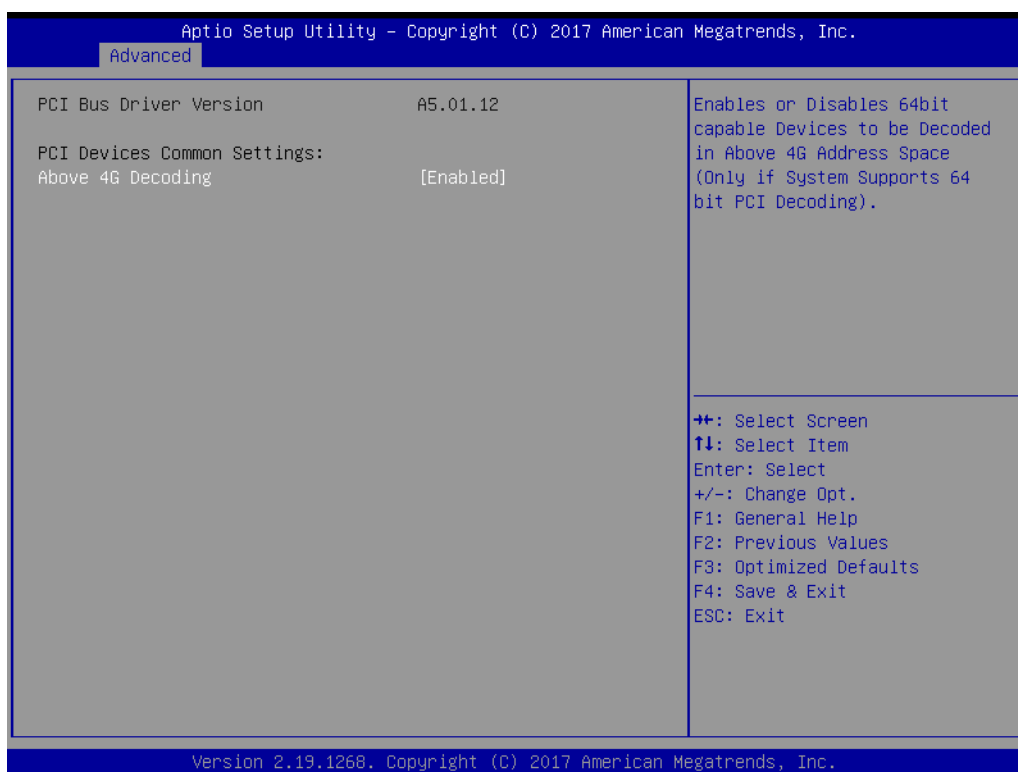 Aptio Setup Utility – Copyright (C) 2017 American Megatrends, Inc.
Advanced
PCI Bus Driver Version A5.01.12
PCI Devices Common Settings:
Above 4G Decoding [Enabled]
Enables or Disables 64bit
capable Devices to be Decoded
in Above 4G Address Space
(Only if System Supports 64
bit PCI Decoding).
→←: Select Screen
↑↓: Select Item
Enter: Select
+/-: Change Opt.
F1: General Help
F2: Previous Values
F3: Optimized Defaults
F4: Save & Exit
ESC: Exit
Version 2.19.1268. Copyright (C) 2017 American Megatrends, Inc.